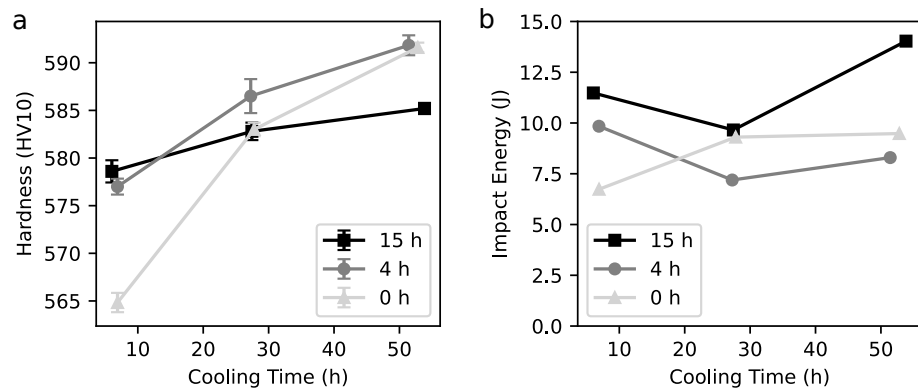 a
Hardness (HV10)
590
585
580
575
570
565
10
20
30
40
50
Cooling Time (h)
15 h
4 h
0 h
b
Impact Energy (J)
15.0
12.5
10.0
7.5
5.0
2.5
0.0
10
20
30
40
50
Cooling Time (h)
15 h
4 h
0 h